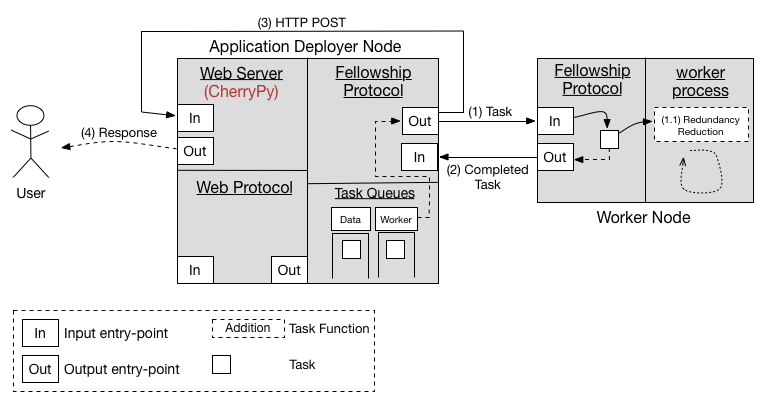 (3) HTTP POST
Application Deployer Node
Web Server
(CherryPy)
Fellowship
Protocol
In
Out
(4) Response
User
Out
In
(1) Task
(2) Completed
Task
Fellowship
Protocol
worker
process
In
Out
(1.1) Redundancy
Reduction
Worker Node
Web Protocol
In
Out
Task Queues
Data
Worker
In
Input entry-point
Addition
Task Function
Out
Output entry-point
Task